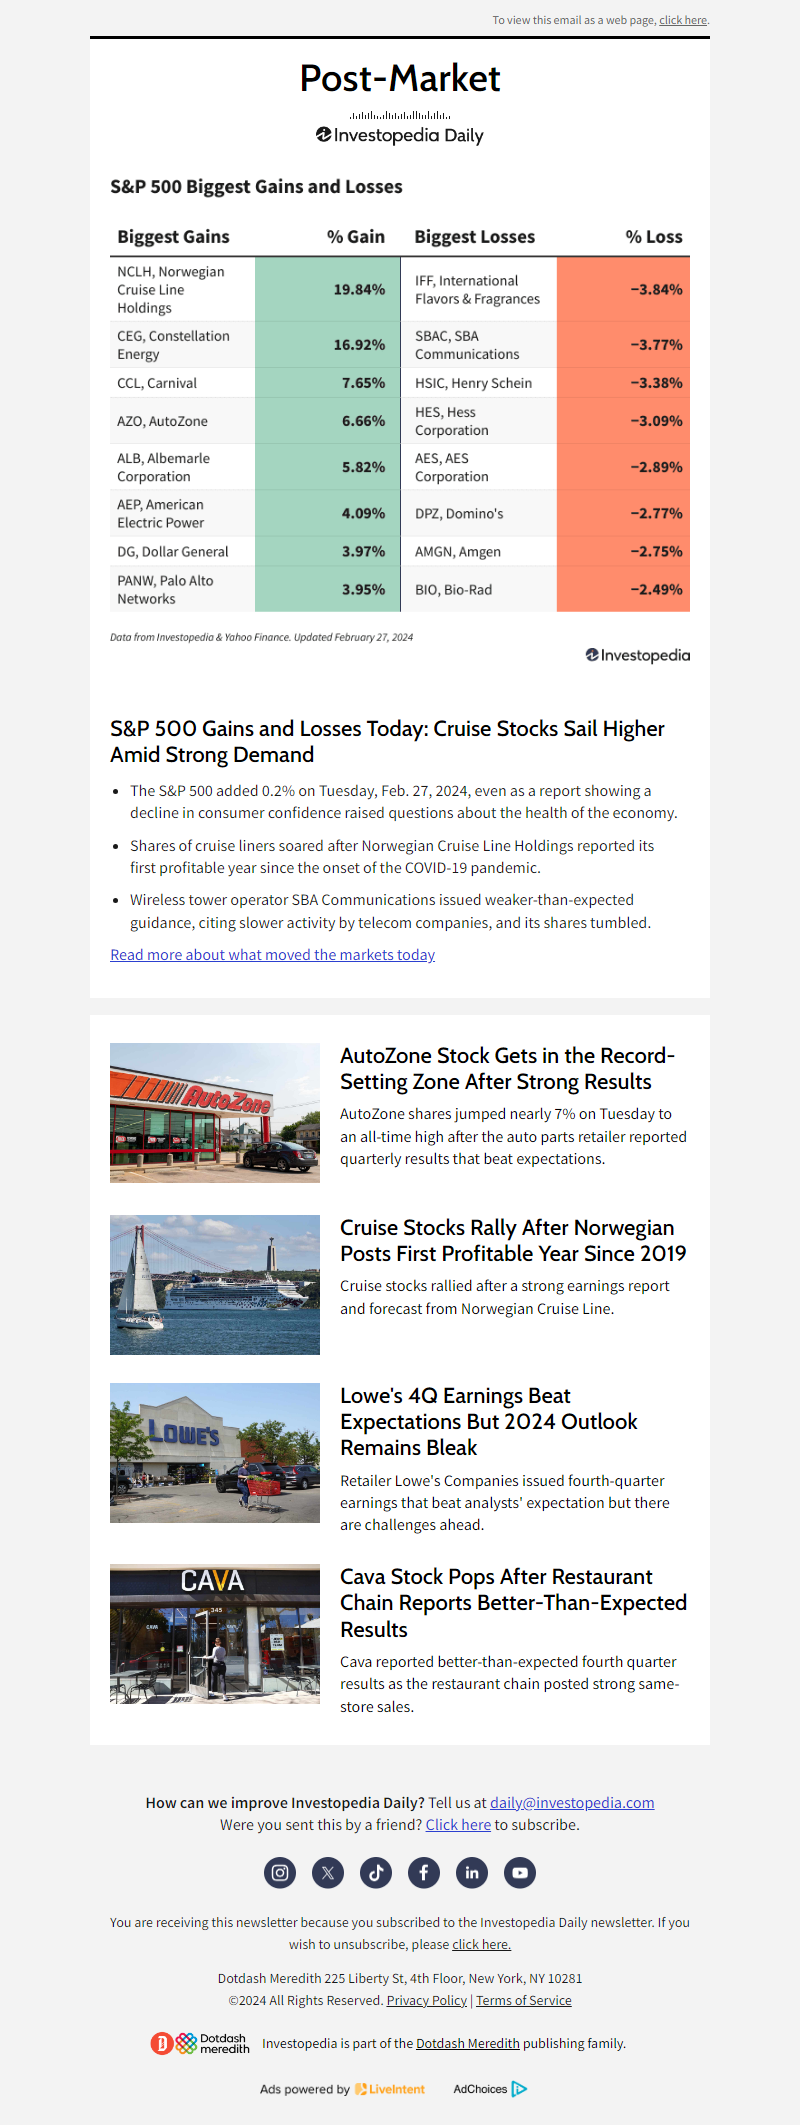 To view this email as a web page, click here.
Post-Market
Investopedia Daily
S&P 500 Biggest Gains and Losses
Biggest Gains % Gain Biggest Losses % Loss
NCLH, Norwegian
Cruise Line
Holdings
19.84%
IFF, International
Flavors & Fragrances
−3.84%
CEG, Constellation
Energy
16.92%
SBAC, SBA
Communications
−3.77%
CCL, Carnival 7.65% HSIC, Henry Schein −3.38%
AZO, AutoZone 6.66%
HES, Hess
Corporation
−3.09%
ALB, Albemarle
Corporation
5.82%
AES, AES
Corporation
−2.89%
AEP, American
Electric Power
4.09%
DPZ, Domino's −2.77%
DG, Dollar General 3.97% AMGN, Amgen −2.75%
PANW, Palo Alto
Networks
3.95%
BIO, Bio-Rad −2.49%
Data from Investopedia & Yahoo Finance. Updated February 27, 2024
Investopedia
S&P 500 Gains and Losses Today: Cruise Stocks Sail Higher
Amid Strong Demand
• The S&P 500 added 0.2% on Tuesday, Feb. 27, 2024, even as a report showing a
decline in consumer confidence raised questions about the health of the economy.
• Shares of cruise liners soared after Norwegian Cruise Line Holdings reported its
first profitable year since the onset of the COVID-19 pandemic.
• Wireless tower operator SBA Communications issued weaker-than-expected
guidance, citing slower activity by telecom companies, and its shares tumbled.
Read more about what moved the markets today
AutoZone
AutoZone Stock Gets in the Record-
Setting Zone After Strong Results
AutoZone shares jumped nearly 7% on Tuesday to
an all-time high after the auto parts retailer reported
quarterly results that beat expectations.
Cruise Stocks Rally After Norwegian
Posts First Profitable Year Since 2019
Cruise stocks rallied after a strong earnings report
and forecast from Norwegian Cruise Line.
LOWE'S
Lowe's 4Q Earnings Beat
Expectations But 2024 Outlook
Remains Bleak
Retailer Lowe's Companies issued fourth-quarter
earnings that beat analysts' expectation but there
are challenges ahead.
CAVA
345
CAVA
Cava Stock Pops After Restaurant
Chain Reports Better-Than-Expected
Results
Cava reported better-than-expected fourth quarter
results as the restaurant chain posted strong same-
store sales.
How can we improve Investopedia Daily? Tell us at daily@investopedia.com
Were you sent this by a friend? Click here to subscribe.
You are receiving this newsletter because you subscribed to the Investopedia Daily newsletter. If you
wish to unsubscribe, please click here.
Dotdash Meredith 225 Liberty St, 4th Floor, New York, NY 10281
©2024 All Rights Reserved. Privacy Policy | Terms of Service
Dotdash
meredith
Investopedia is part of the Dotdash Meredith publishing family.
Ads powered by LiveIntent AdChoices